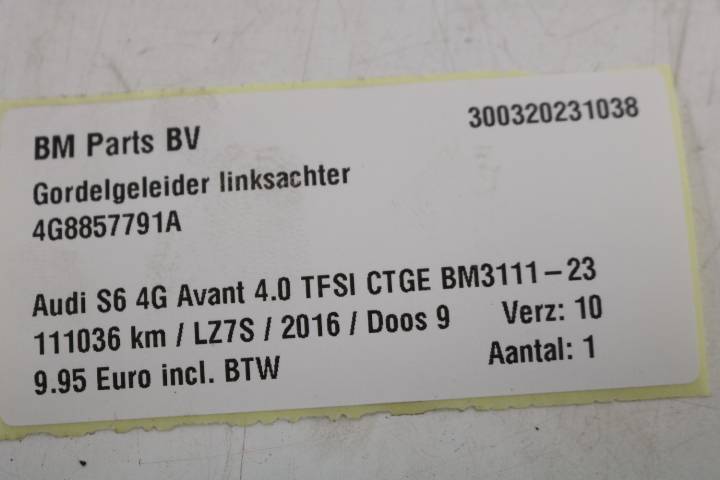 BM Parts BV 300320231038
Gordelgeleider linksachter
4G8857791A
Audi S6 4G Avant 4.0 TFSI CTGE BM3111-23
111036 km / LZ7S / 2016 / Doos 9 Verz: 10
9.95 Euro incl. BTW Aantal: 1